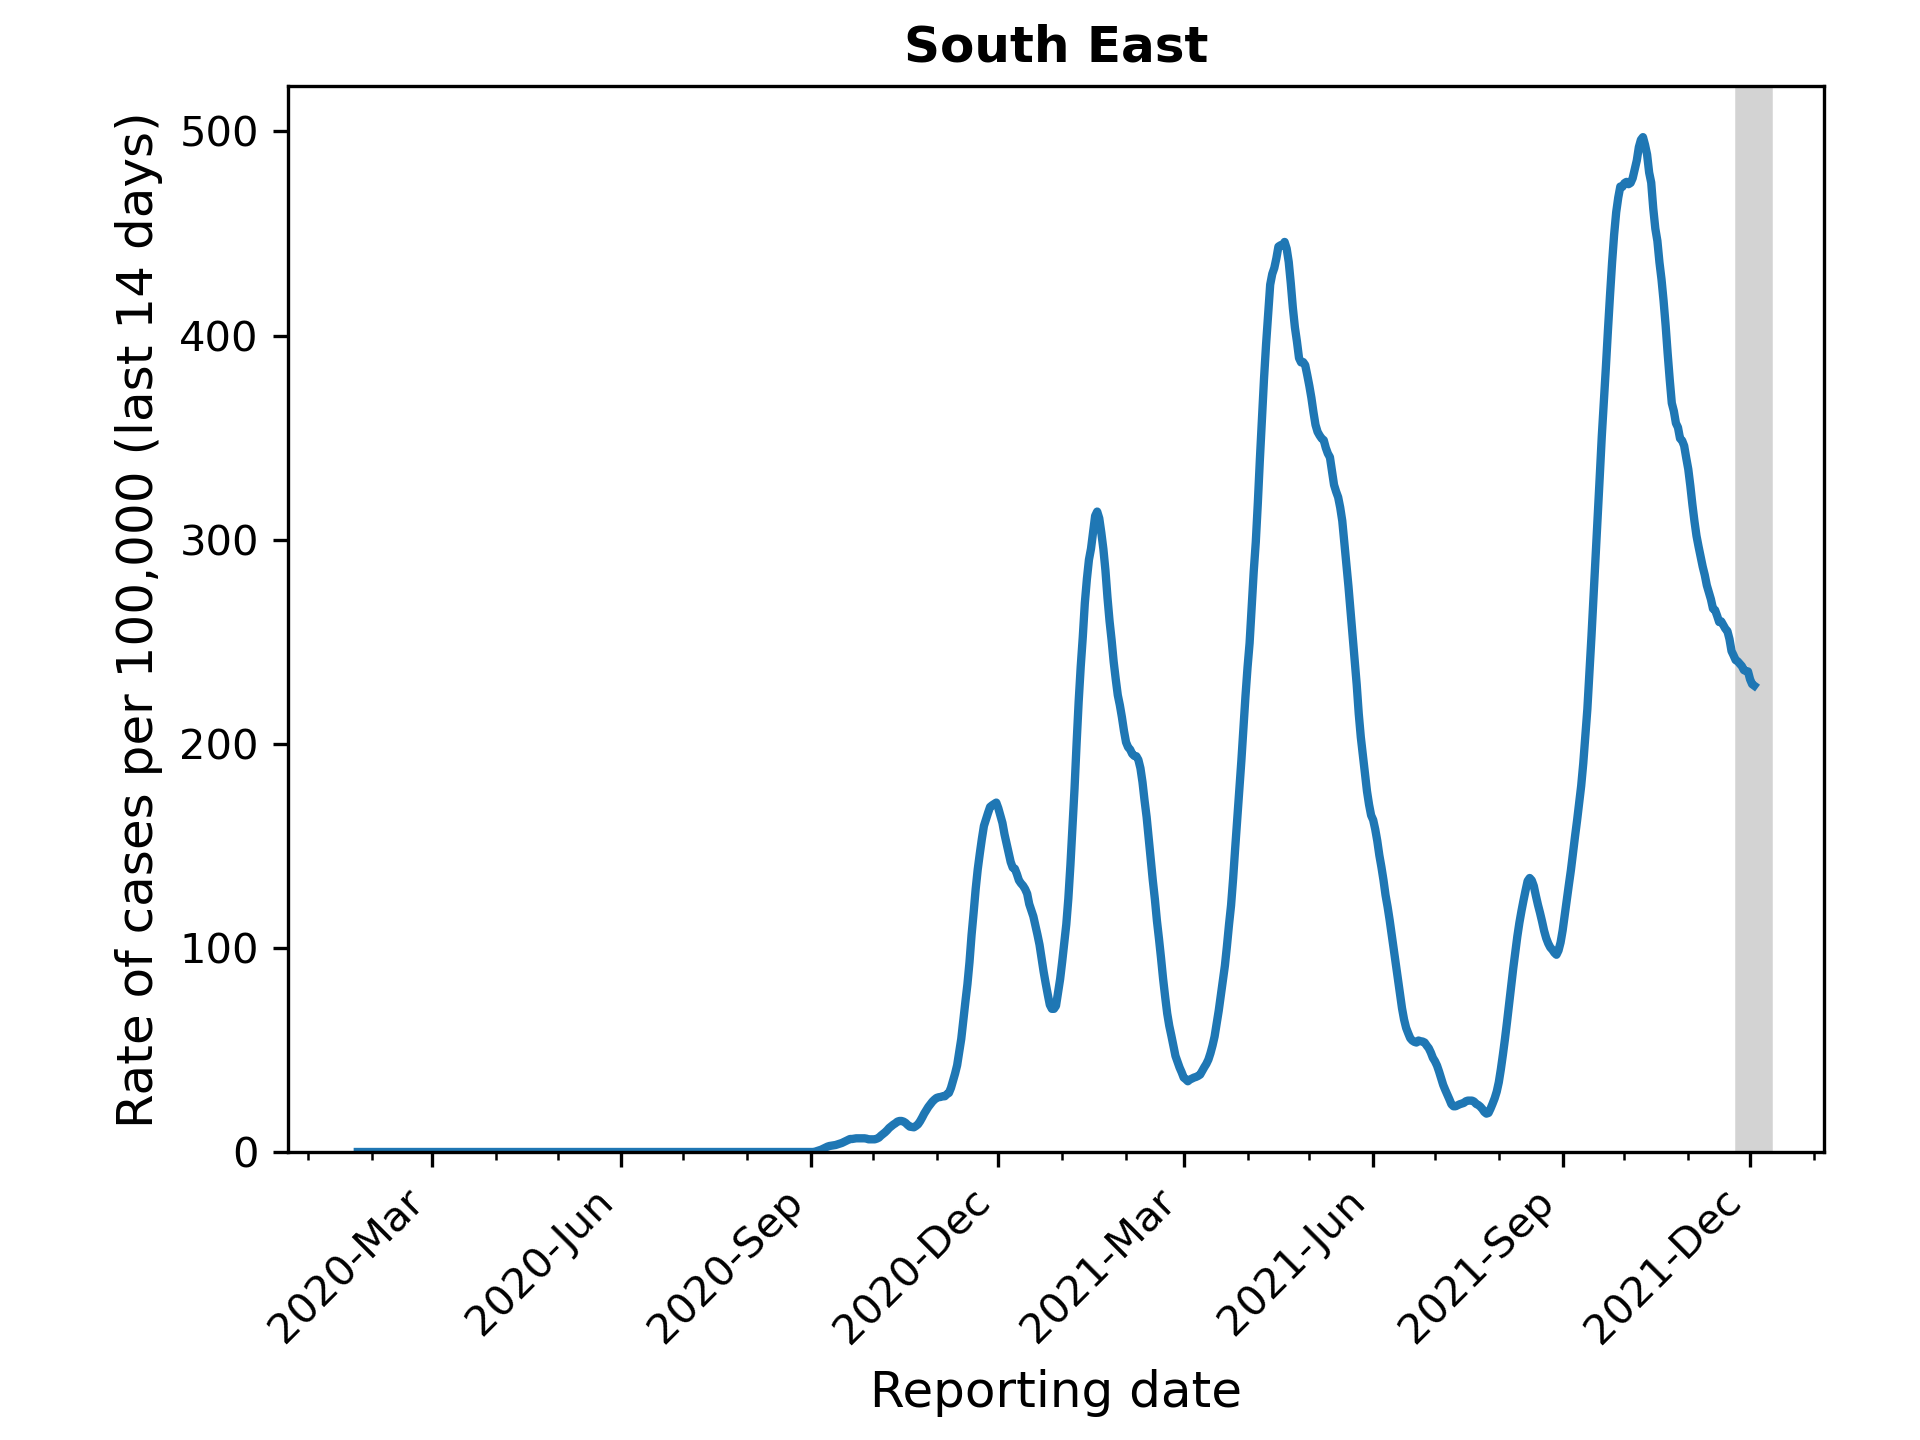 South East
Rate of cases per 100,000 (last 14 days)
500
400
300
200
100
0
2020-Mar
2020-Jun
2020-Sep
2020-Dec
2021-Mar
2021-Jun
2021-Sep
2021-Dec
Reporting date